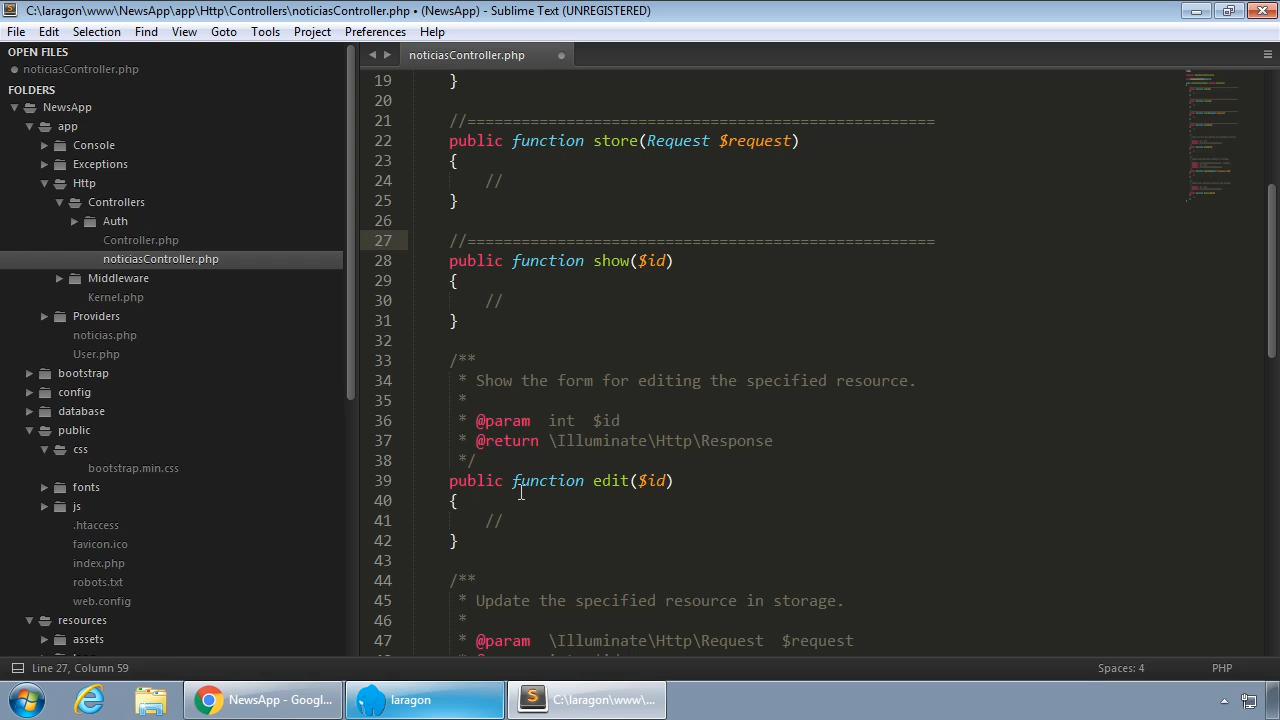 C:\laragon\www\NewsApp\app\Http\Controllers\noticiasController.php • (NewsApp) - Sublime Text (UNREGISTERED)
File Edit Selection Find View Goto Tools Project Preferences Help
OPEN FILES
noticiasController.php
FOLDERS
NewsApp
app
Console
Exceptions
Http
Controllers
Auth
Controller.php
noticiasController.php
Middleware
Kernel.php
Providers
noticias.php
User.php
bootstrap
config
database
public
css
bootstrap.min.css
fonts
js
.htaccess
favicon.ico
index.php
robots.txt
web.config
resources
assets
noticiasController.php
19 }
20
21 //====================================================
22 public function store(Request $request)
23 {
24 //
25 }
26
27 //====================================================
28 public function show($id)
29 {
30 //
31 }
32
33 /**
34 * Show the form for editing the specified resource.
35 *
36 * @param  int  $id
37 * @return \Illuminate\Http\Response
38 */
39 public function edit($id)
40 {
41 //
42 }
43
44 /**
45 * Update the specified resource in storage.
46 *
47 * @param  \Illuminate\Http\Request  $request
Line 27, Column 59
Spaces: 4
PHP
NewsApp - Googl...
laragon
C:\laragon\www\...